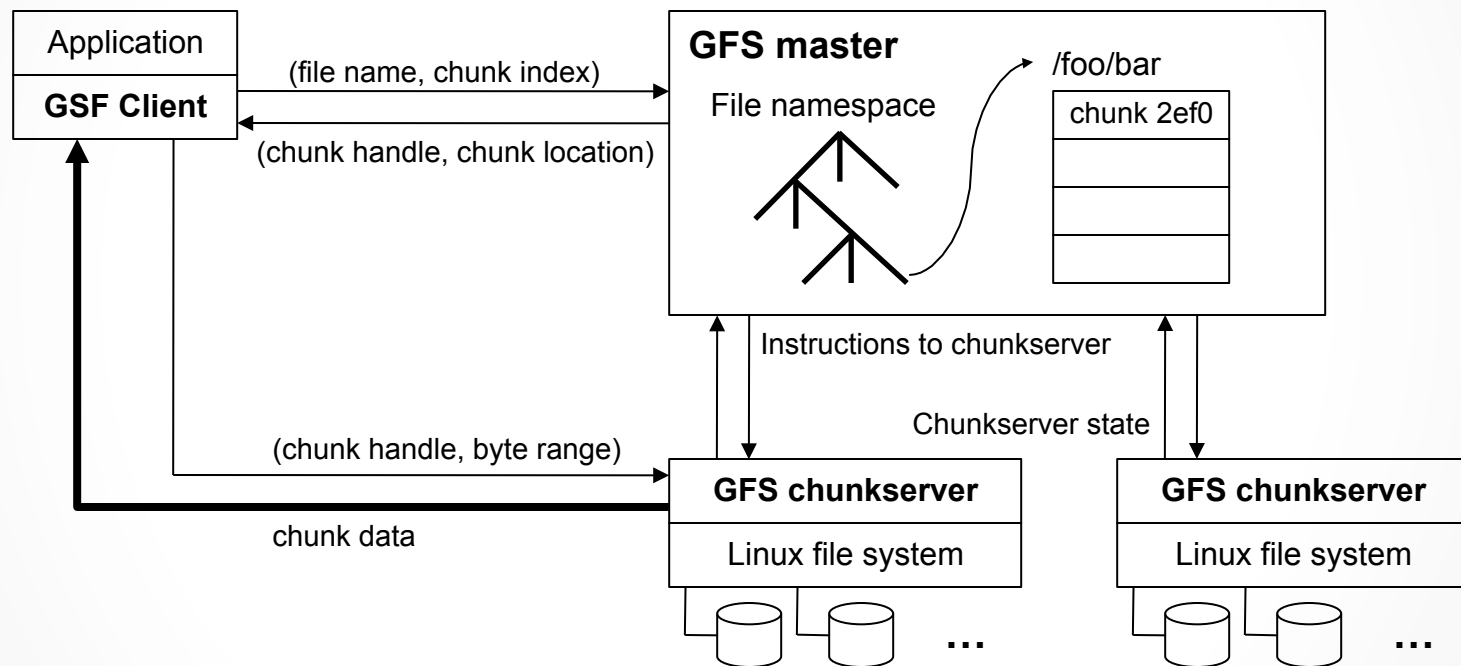 Application
GSF Client
(file name, chunk index)
(chunk handle, chunk location)
GFS master
File namespace
/foo/bar
chunk 2ef0
Instructions to chunkserver
Chunkserver state
(chunk handle, byte range)
chunk data
GFS chunkserver
Linux file system
...
GFS chunkserver
Linux file system
...